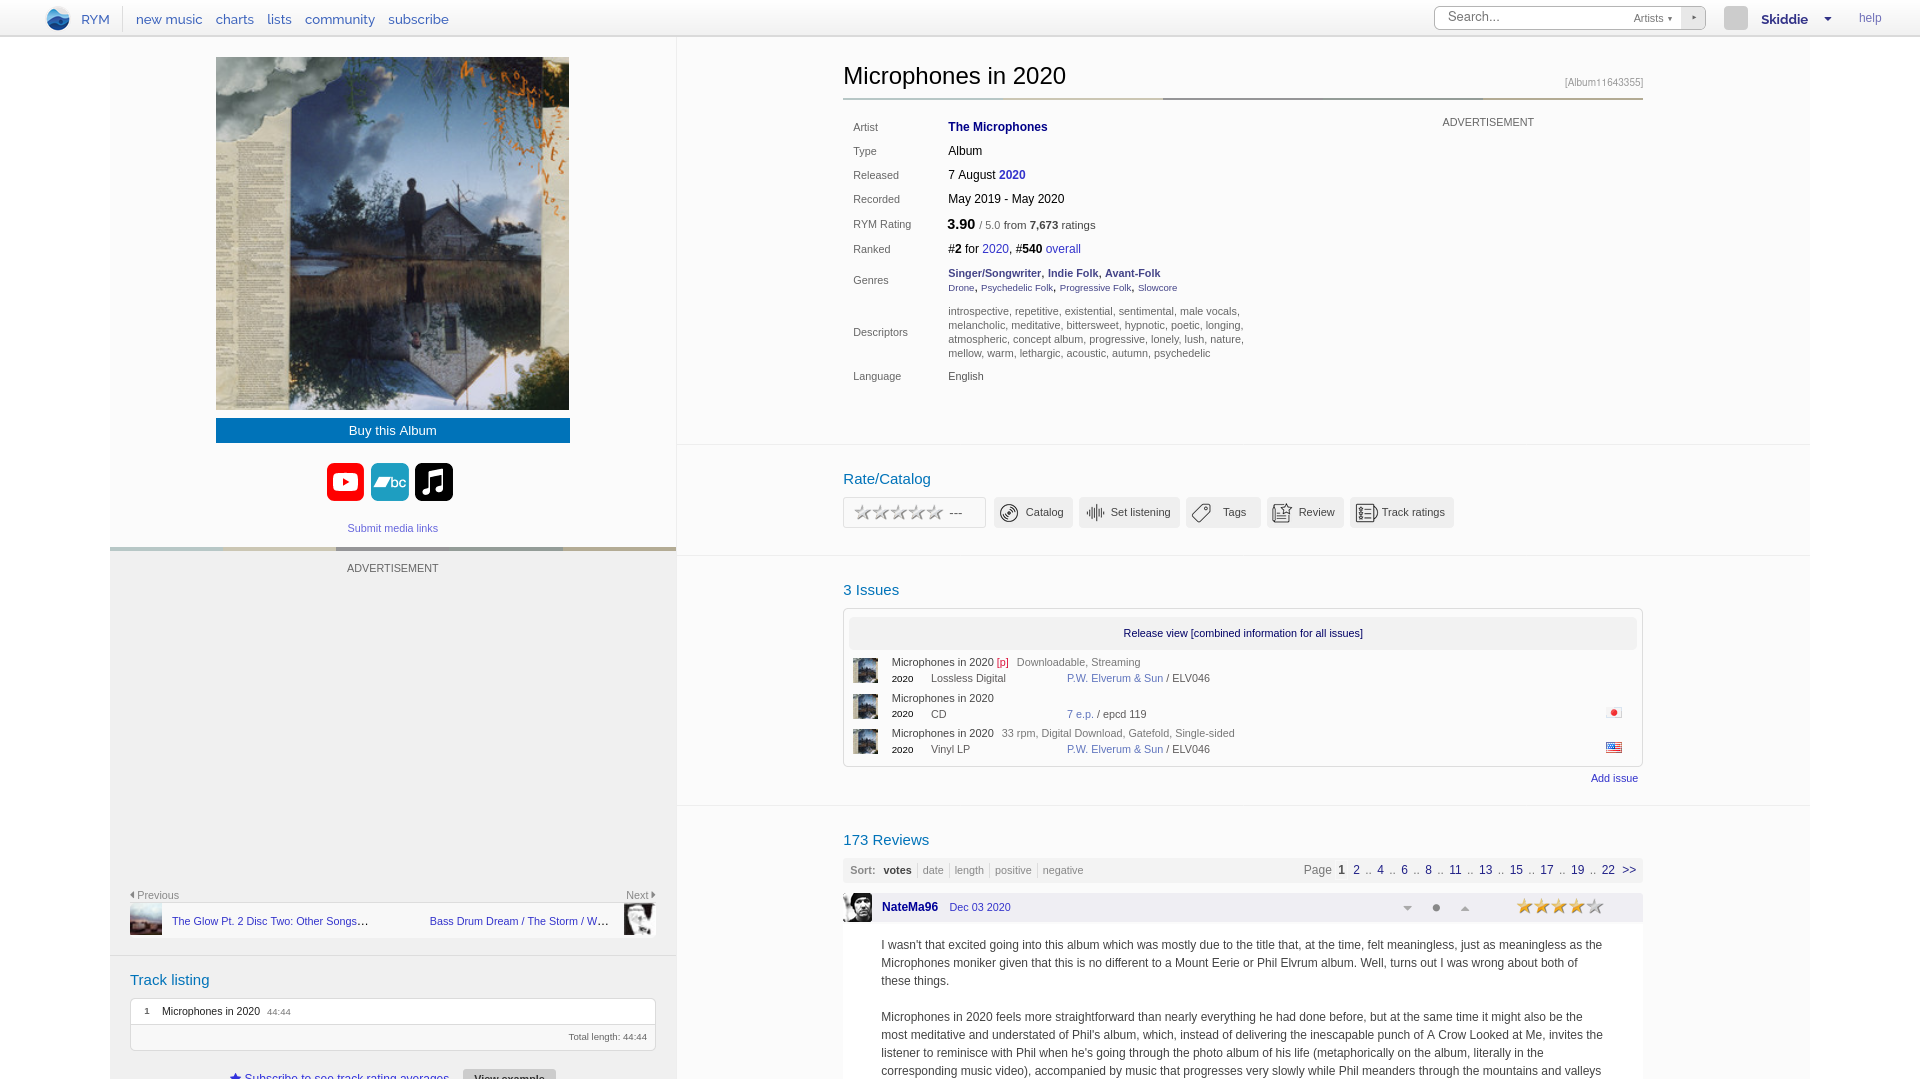 RYM new music charts lists community subscribe Search... Artists ▾ ▸ Skiddie ▾ help
Microphones in 2020
Buy this Album
bc
Submit media links
ADVERTISEMENT
Previous Next
The Glow Pt. 2 Disc Two: Other Songs… Bass Drum Dream / The Storm / W…
Track listing
1 Microphones in 2020 44:44
Total length: 44:44
Subscribe to see track rating averages View example
Microphones in 2020 [Album11643355]
ADVERTISEMENT
Artist The Microphones
Type Album
Released 7 August 2020
Recorded May 2019 - May 2020
RYM Rating 3.90 / 5.0 from 7,673 ratings
Ranked #2 for 2020, #540 overall
Genres Singer/Songwriter, Indie Folk, Avant-Folk
Drone, Psychedelic Folk, Progressive Folk, Slowcore
Descriptors introspective, repetitive, existential, sentimental, male vocals,
melancholic, meditative, bittersweet, hypnotic, poetic, longing,
atmospheric, concept album, progressive, lonely, lush, nature,
mellow, warm, lethargic, acoustic, autumn, psychedelic
Language English
Rate/Catalog
--- Catalog Set listening Tags Review Track ratings
3 Issues
Release view [combined information for all issues]
Microphones in 2020 [p] Downloadable, Streaming
2020 Lossless Digital P.W. Elverum & Sun / ELV046
Microphones in 2020
2020 CD 7 e.p. / epcd 119
Microphones in 2020 33 rpm, Digital Download, Gatefold, Single-sided
2020 Vinyl LP P.W. Elverum & Sun / ELV046
Add issue
173 Reviews
Sort: votes date length positive negative Page 1 2 .. 4 .. 6 .. 8 .. 11 .. 13 .. 15 .. 17 .. 19 .. 22 >>
NateMa96 Dec 03 2020
I wasn't that excited going into this album which was mostly due to the title that, at the time, felt meaningless, just as meaningless as the
Microphones moniker given that this is no different to a Mount Eerie or Phil Elvrum album. Well, turns out I was wrong about both of
these things.
Microphones in 2020 feels more straightforward than nearly everything he had done before, but at the same time it might also be the
most meditative and understated of Phil's album, which, instead of delivering the inescapable punch of A Crow Looked at Me, invites the
listener to reminisce with Phil when he's going through the photo album of his life (metaphorically on the album, literally in the
corresponding music video), accompanied by music that progresses very slowly while Phil meanders through the mountains and valleys